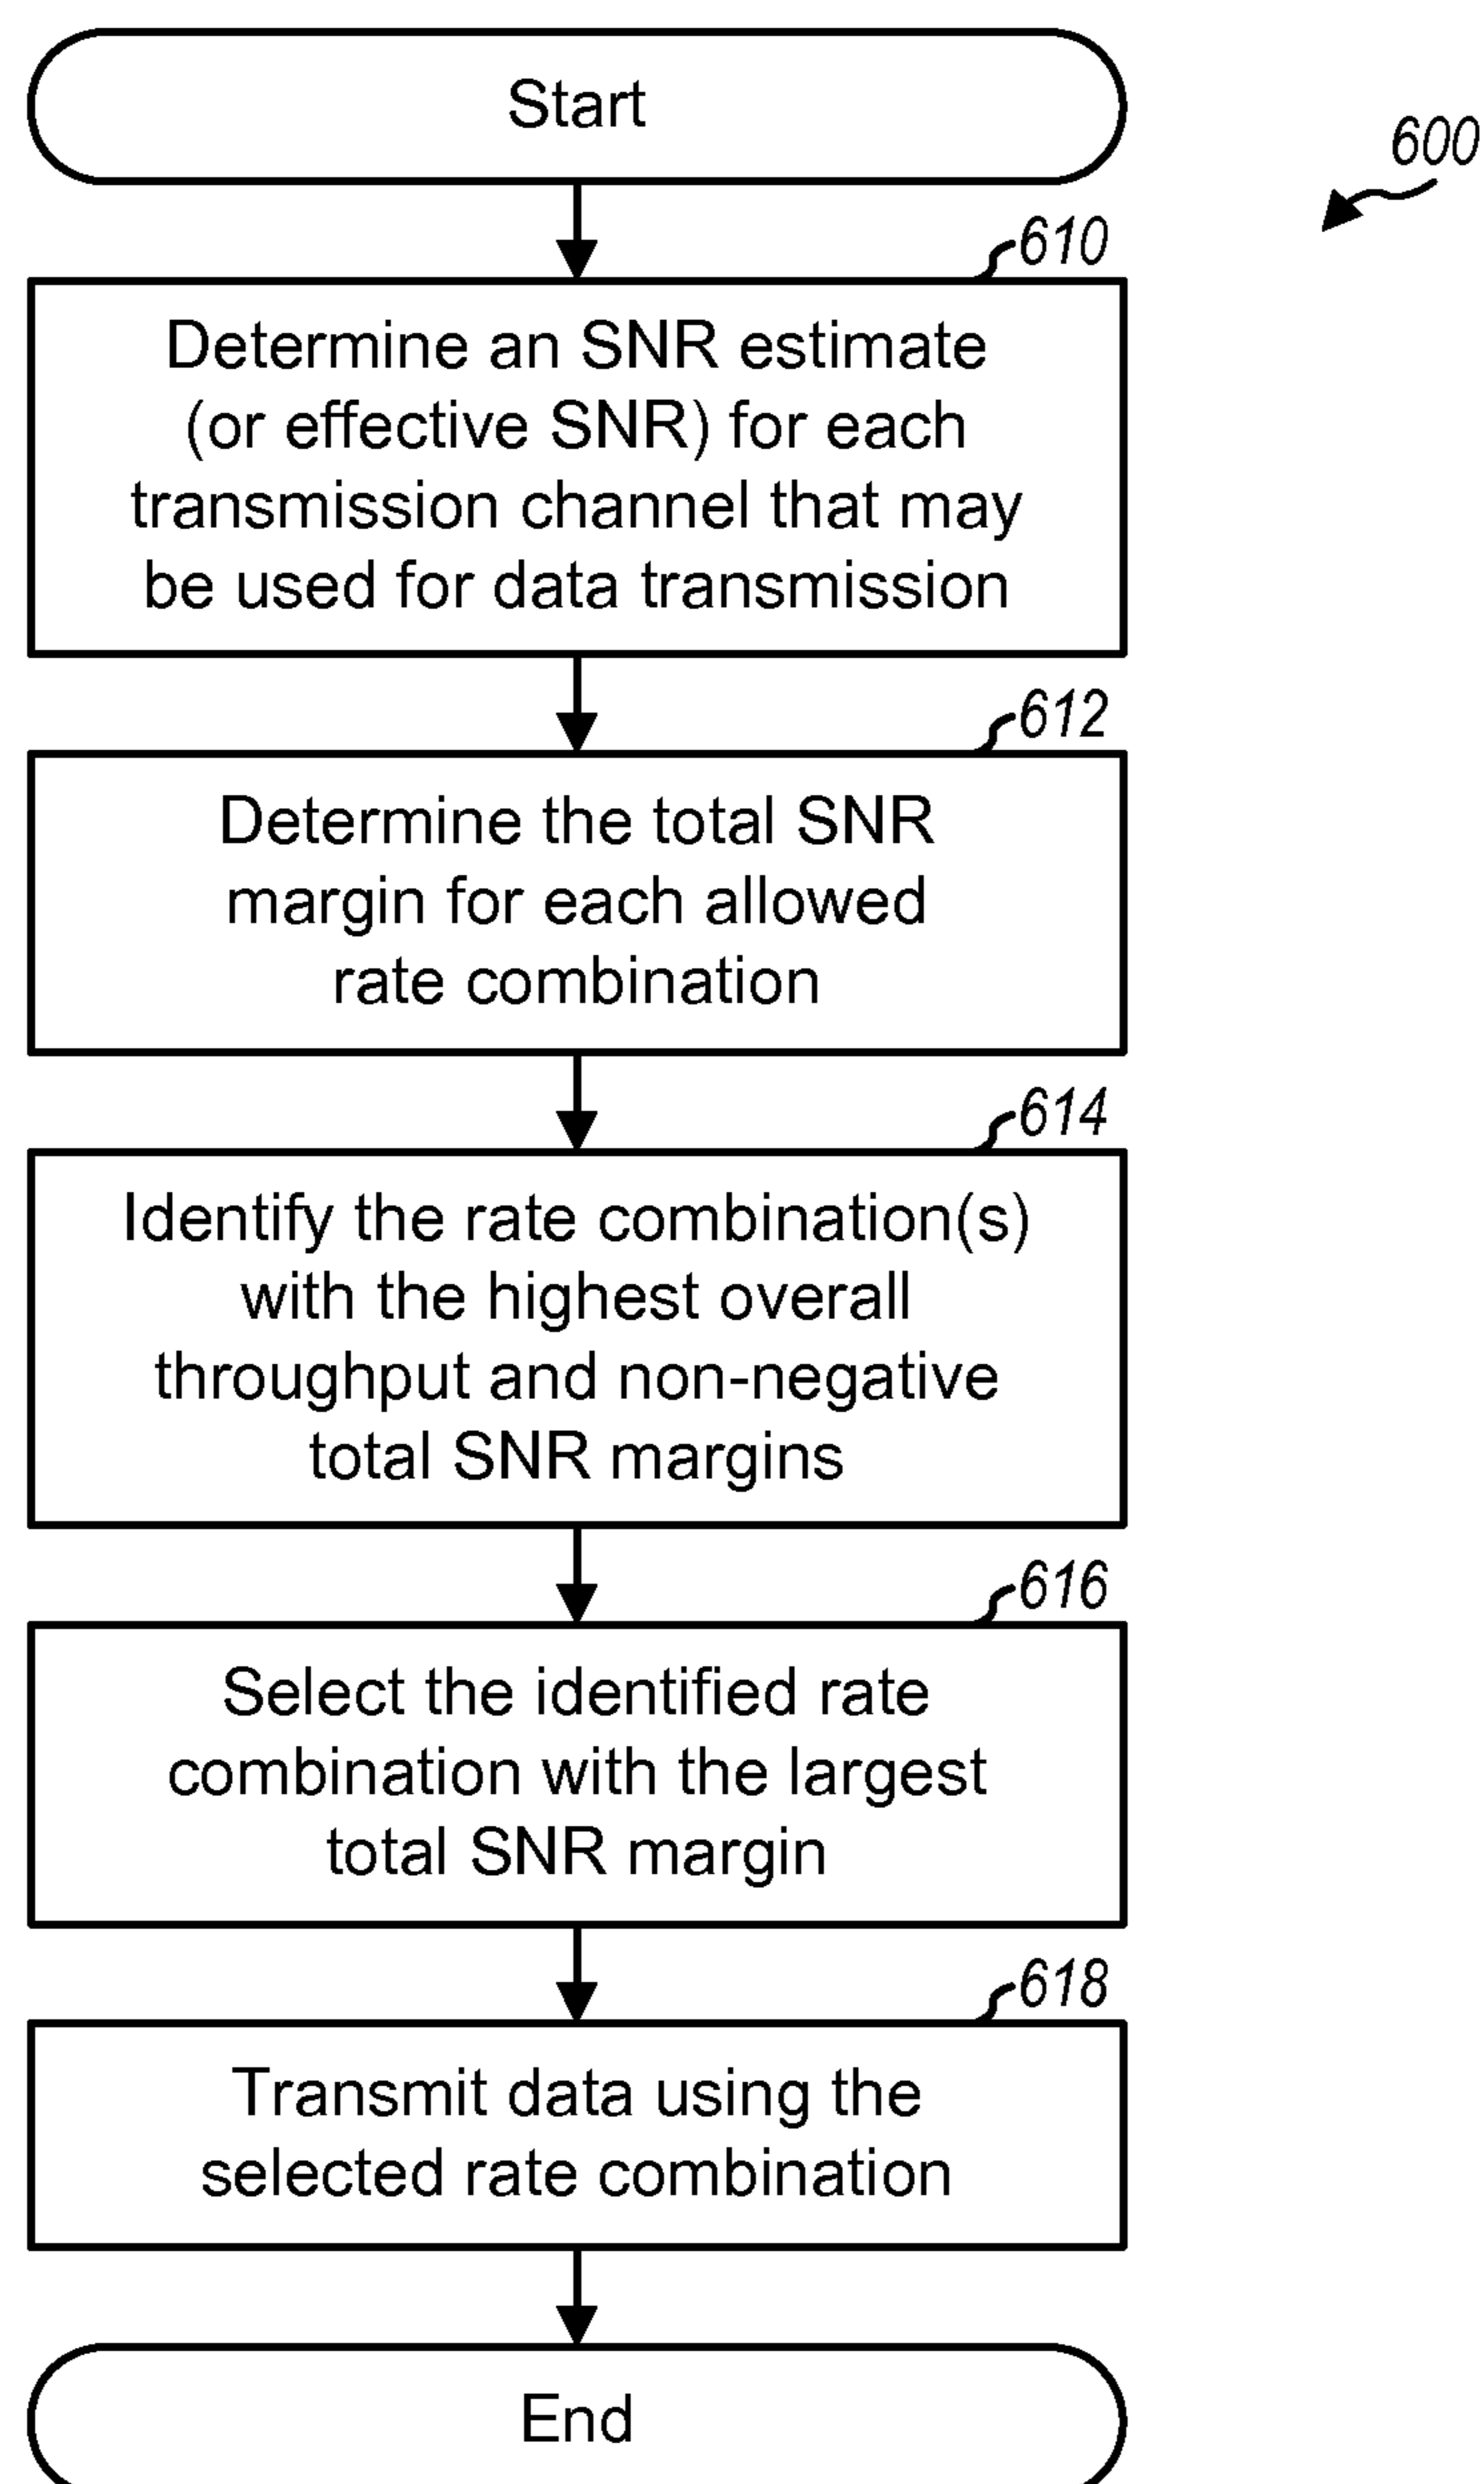 Start
600
610
Determine an SNR estimate
(or effective SNR) for each
transmission channel that may
be used for data transmission
612
Determine the total SNR
margin for each allowed
rate combination
614
Identify the rate combination(s)
with the highest overall
throughput and non-negative
total SNR margins
616
Select the identified rate
combination with the largest
total SNR margin
618
Transmit data using the
selected rate combination
End